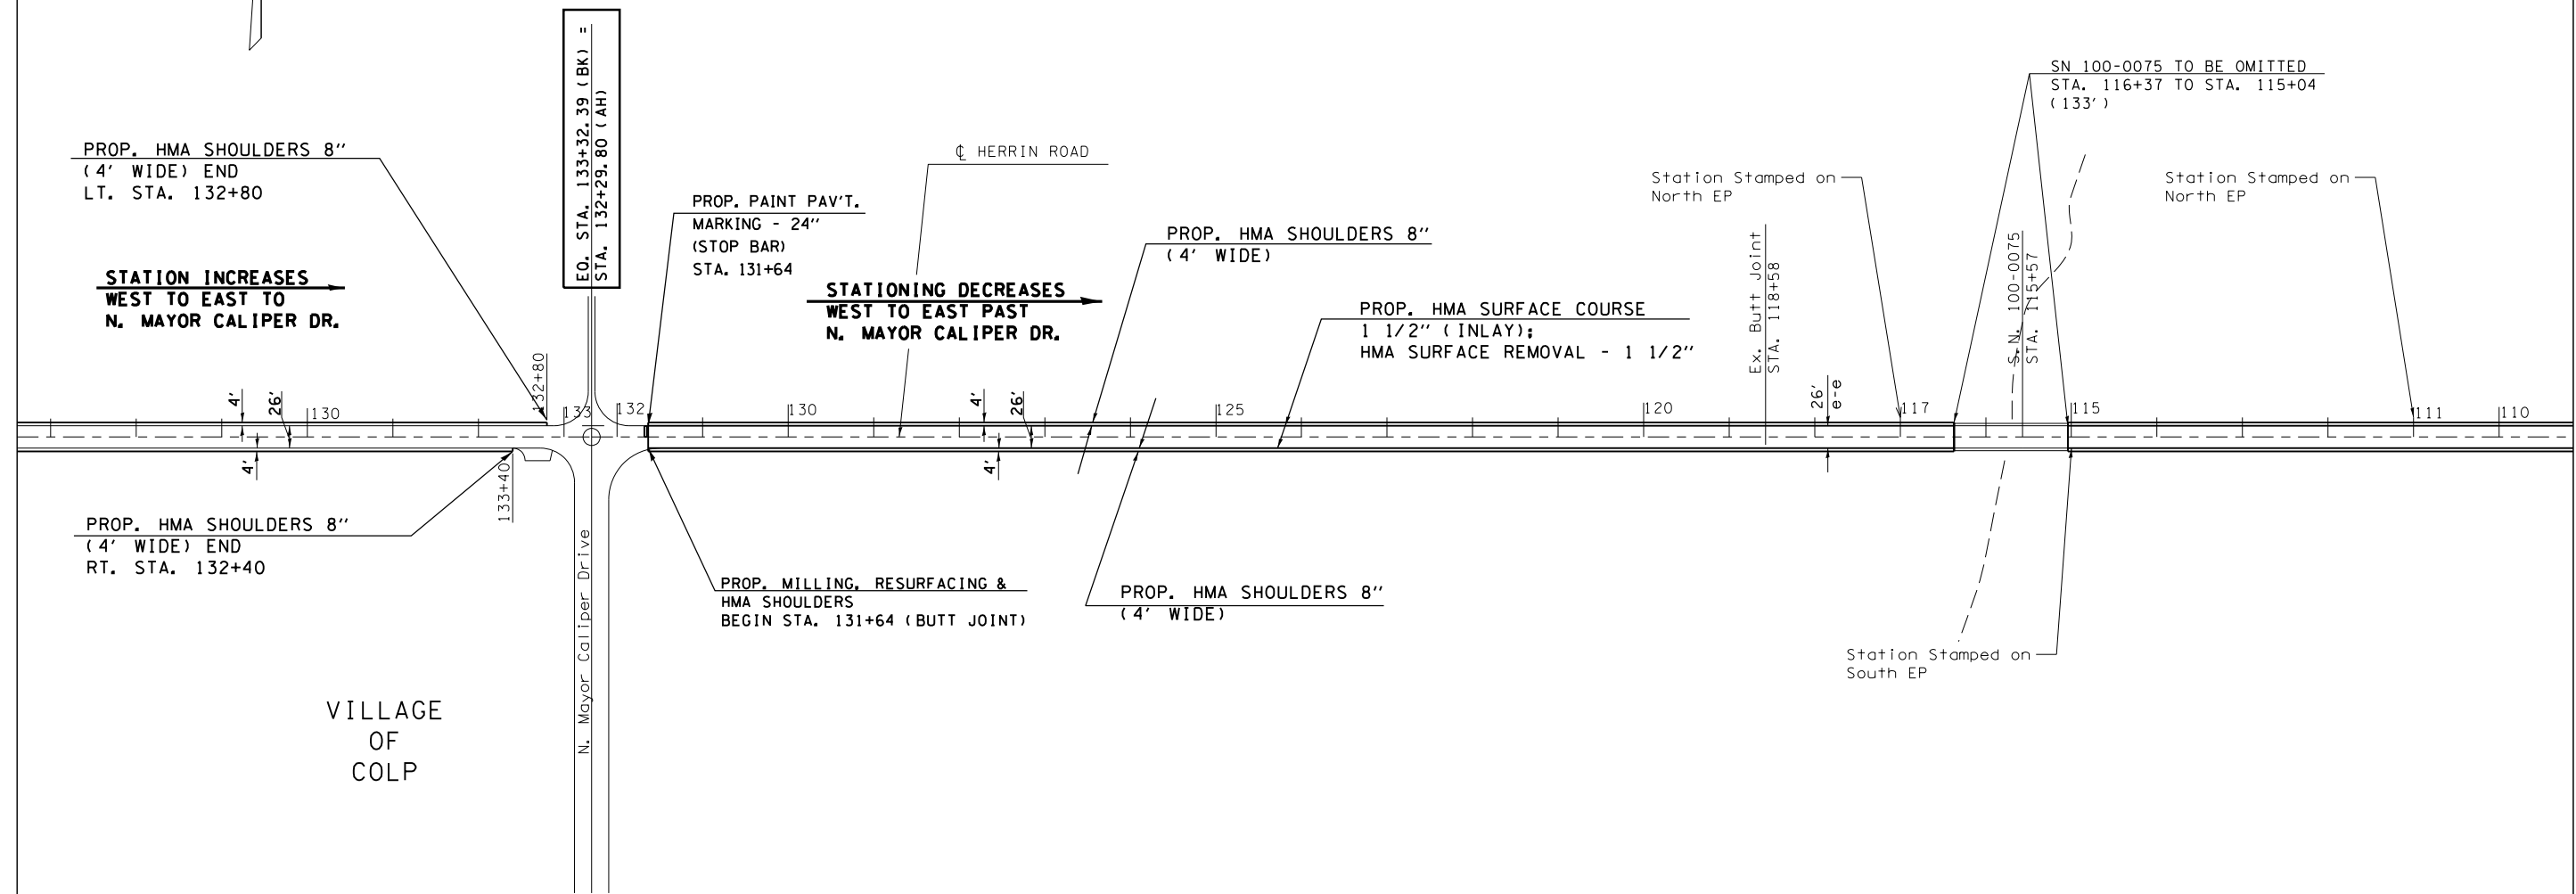 EQ. STA. 133+32.39 (BK) =
STA. 132+29.80 (AH)
SN 100-0075 TO BE OMITTED
STA. 116+37 TO STA. 115+04
(133')
PROP. HMA SHOULDERS 8"
(4' WIDE) END
LT. STA. 132+80
℄ HERRIN ROAD
Station Stamped on
North EP
Station Stamped on
North EP
PROP. PAINT PAV'T.
MARKING - 24"
(STOP BAR)
STA. 131+64
PROP. HMA SHOULDERS 8"
(4' WIDE)
Ex. Butt Joint
STA. 118+58
S.N. 100-0075
STA. 115+57
STATION INCREASES
WEST TO EAST TO
N. MAYOR CALIPER DR.
STATIONING DECREASES
WEST TO EAST PAST
N. MAYOR CALIPER DR.
PROP. HMA SURFACE COURSE
1 1/2" (INLAY);
HMA SURFACE REMOVAL - 1 1/2"
132+80
4'
26'
4'
26'
26'
e-e
130
133
132
130
125
120
117
115
111
110
4'
4'
133+40
PROP. HMA SHOULDERS 8"
(4' WIDE) END
RT. STA. 132+40
N. Mayor Caliper Drive
PROP. MILLING, RESURFACING &
HMA SHOULDERS
BEGIN STA. 131+64 (BUTT JOINT)
PROP. HMA SHOULDERS 8"
(4' WIDE)
Station Stamped on
South EP
VILLAGE
OF
COLP